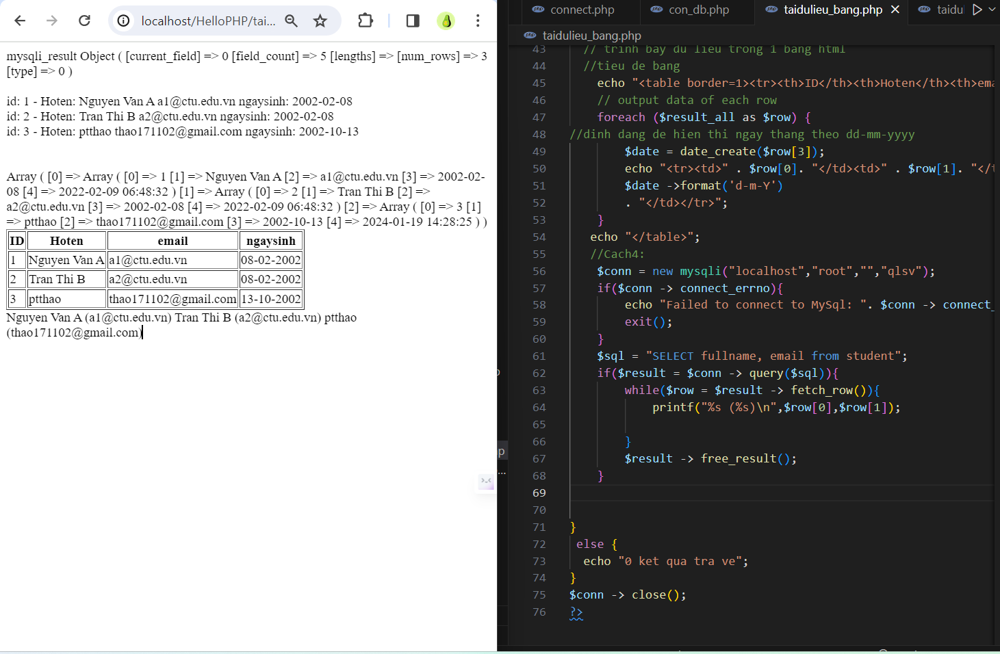 localhost/HelloPHP/tai...
mysqli_result Object ( [current_field] => 0 [field_count] => 5 [lengths] => [num_rows] => 3
[type] => 0 )
id: 1 - Hoten: Nguyen Van A a1@ctu.edu.vn ngaysinh: 2002-02-08
id: 2 - Hoten: Tran Thi B a2@ctu.edu.vn ngaysinh: 2002-02-08
id: 3 - Hoten: ptthao thao171102@gmail.com ngaysinh: 2002-10-13
Array ( [0] => Array ( [0] => 1 [1] => Nguyen Van A [2] => a1@ctu.edu.vn [3] => 2002-02-
08 [4] => 2022-02-09 06:48:32 ) [1] => Array ( [0] => 2 [1] => Tran Thi B [2] =>
a2@ctu.edu.vn [3] => 2002-02-08 [4] => 2022-02-09 06:48:32 ) [2] => Array ( [0] => 3 [1]
=> ptthao [2] => thao171102@gmail.com [3] => 2002-10-13 [4] => 2024-01-19 14:28:25 ) )
ID Hoten email ngaysinh
1 Nguyen Van A a1@ctu.edu.vn 08-02-2002
2 Tran Thi B a2@ctu.edu.vn 08-02-2002
3 ptthao thao171102@gmail.com 13-10-2002
Nguyen Van A (a1@ctu.edu.vn) Tran Thi B (a2@ctu.edu.vn) ptthao
(thao171102@gmail.com)
connect.php con_db.php taidulieu_bang.php taidu
taidulieu_bang.php
43 // trinh bay du lieu trong 1 bang html
44 //tieu de bang
45 echo "<table border=1><tr><th>ID</th><th>Hoten</th><th>ema
46 // output data of each row
47 foreach ($result_all as $row) {
48 //dinh dang de hien thi ngay thang theo dd-mm-yyyy
49 $date = date_create($row[3]);
50 echo "<tr><td>" . $row[0]. "</td><td>" . $row[1]. "</t
51 $date ->format('d-m-Y')
52 . "</td></tr>";
53 }
54 echo "</table>";
55 //Cach4:
56 $conn = new mysqli("localhost","root","","qlsv");
57 if($conn -> connect_errno){
58 echo "Failed to connect to MySql: ". $conn -> connect_
59 exit();
60 }
61 $sql = "SELECT fullname, email from student";
62 if($result = $conn -> query($sql)){
63 while($row = $result -> fetch_row()){
64 printf("%s (%s)\n",$row[0],$row[1]);
65
66 }
67 $result -> free_result();
68 }
69
70
71 }
72 else {
73 echo "0 ket qua tra ve";
74 }
75 $conn -> close();
76 ?>